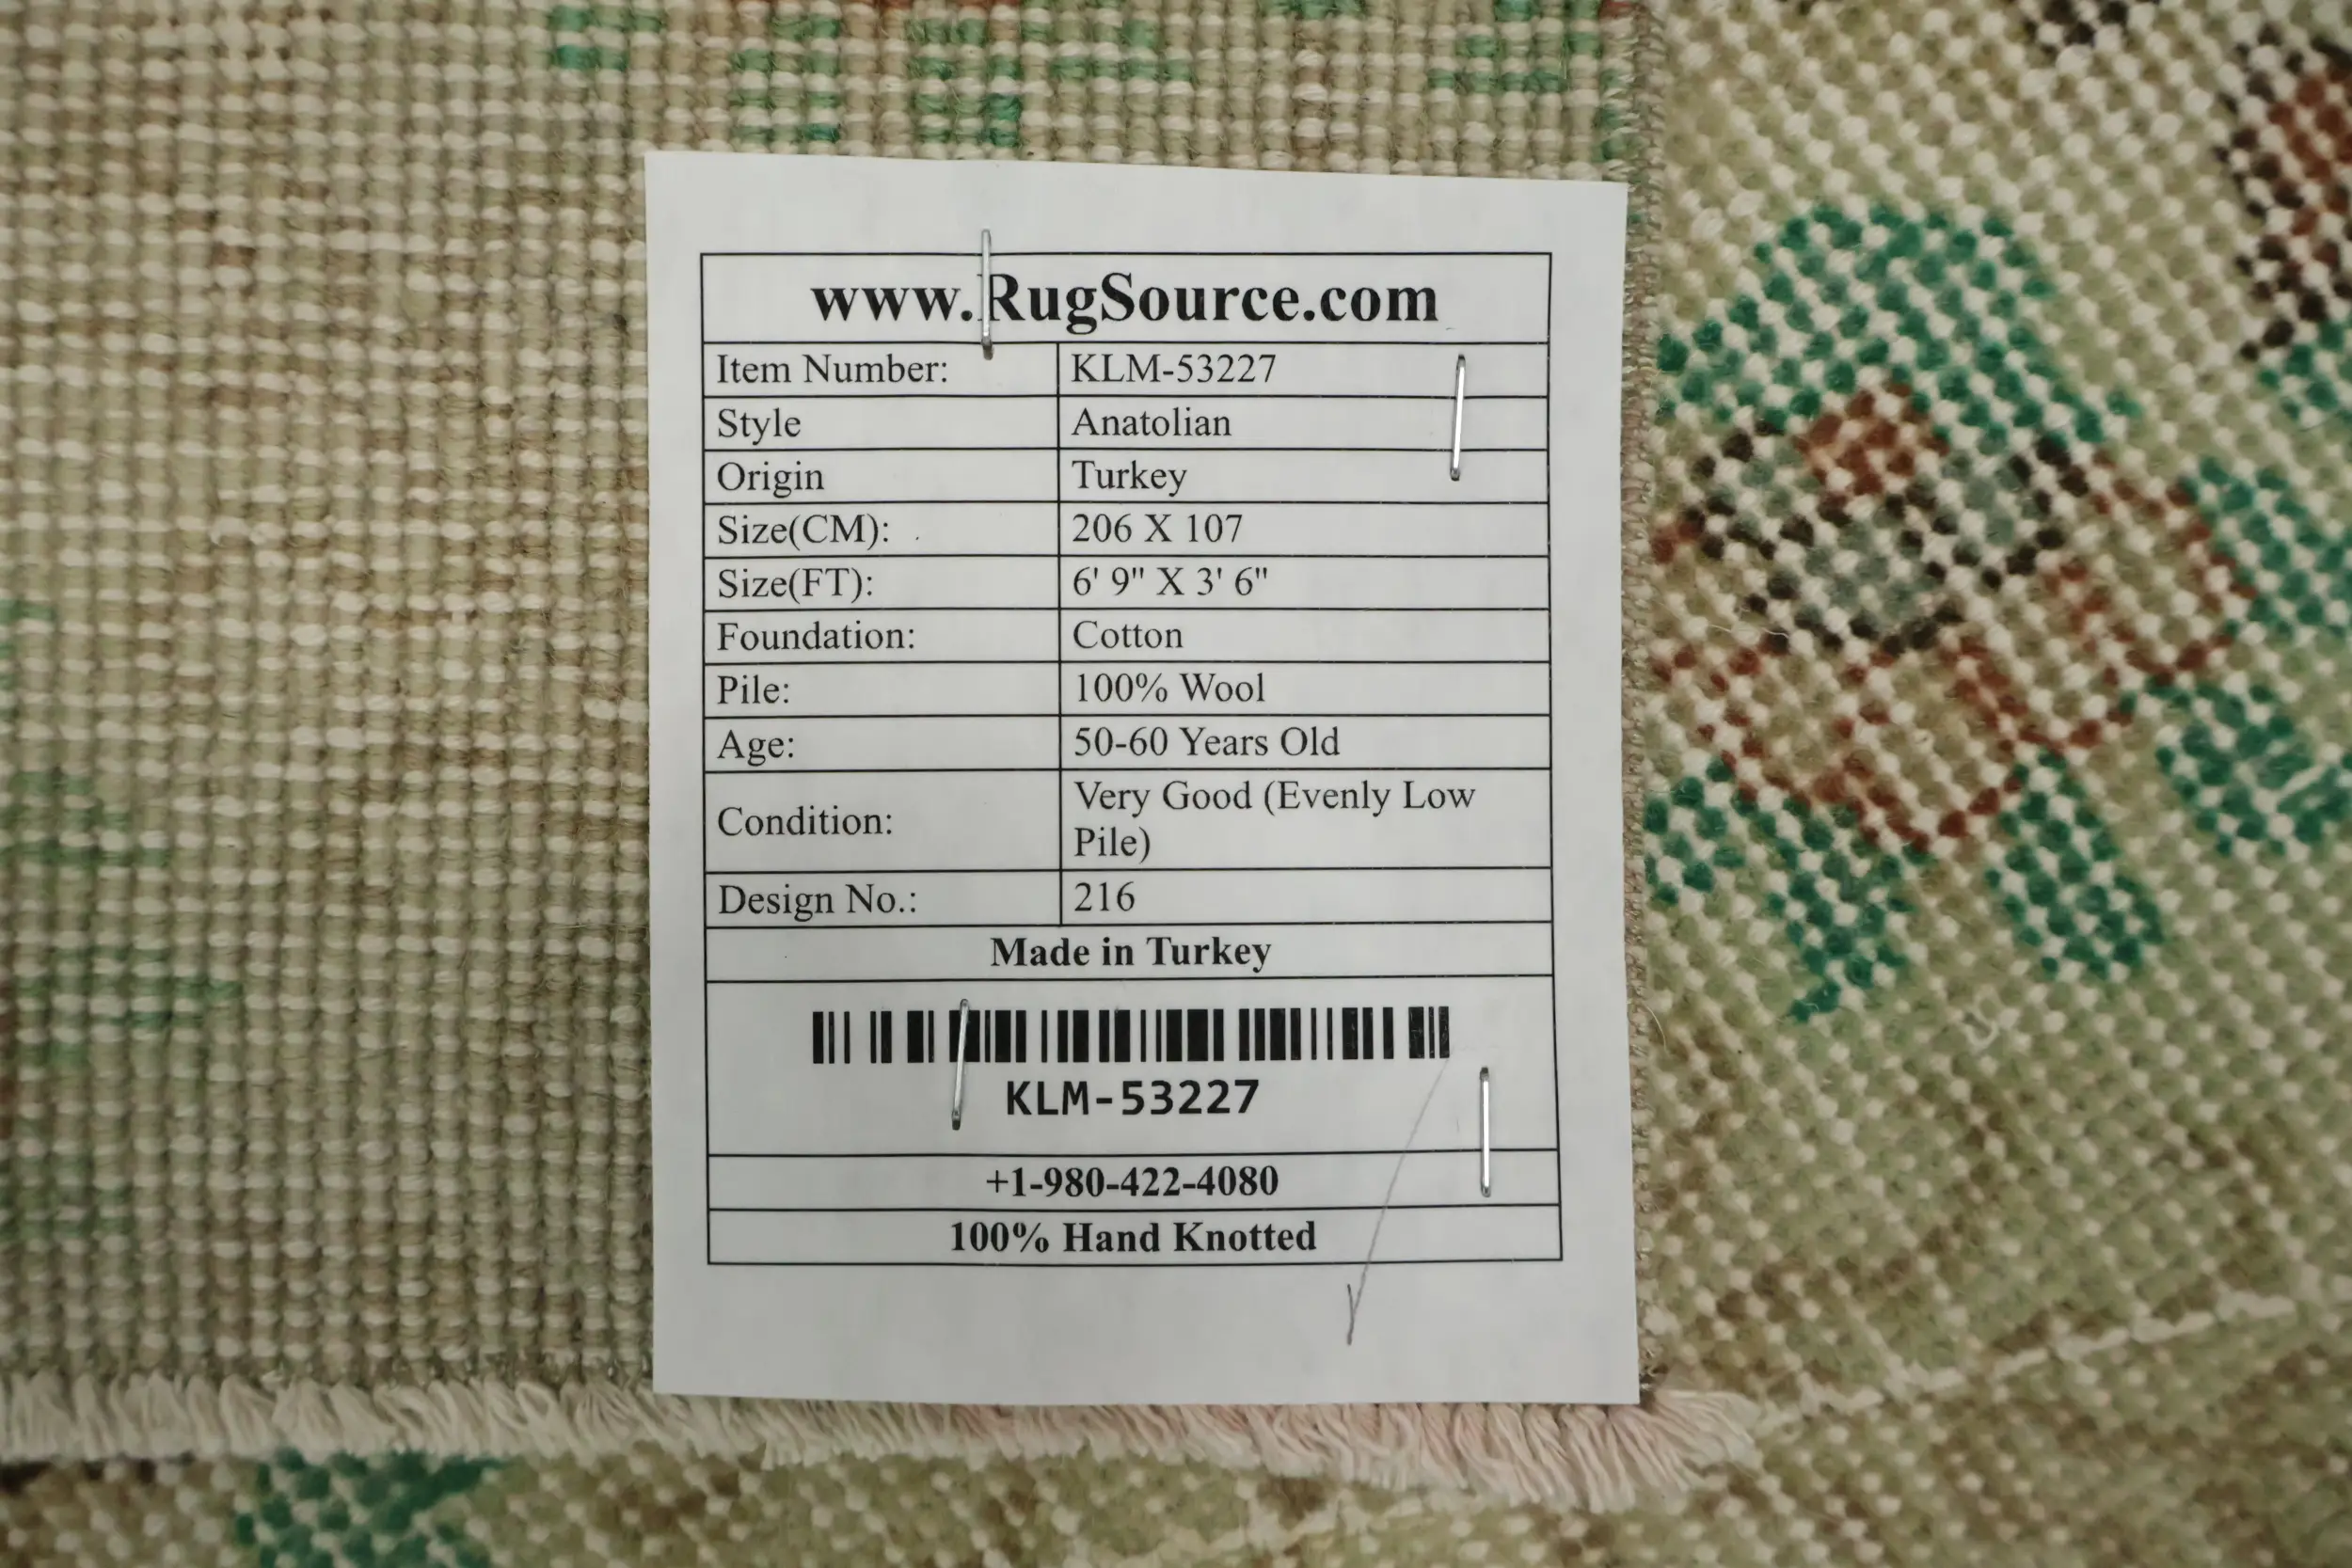 www.RugSource.com
Item Number: KLM-53227
Style Anatolian
Origin Turkey
Size(CM): 206 X 107
Size(FT): 6' 9" X 3' 6"
Foundation: Cotton
Pile: 100% Wool
Age: 50-60 Years Old
Condition: Very Good (Evenly Low
Pile)
Design No.: 216
Made in Turkey
KLM-53227
+1-980-422-4080
100% Hand Knotted